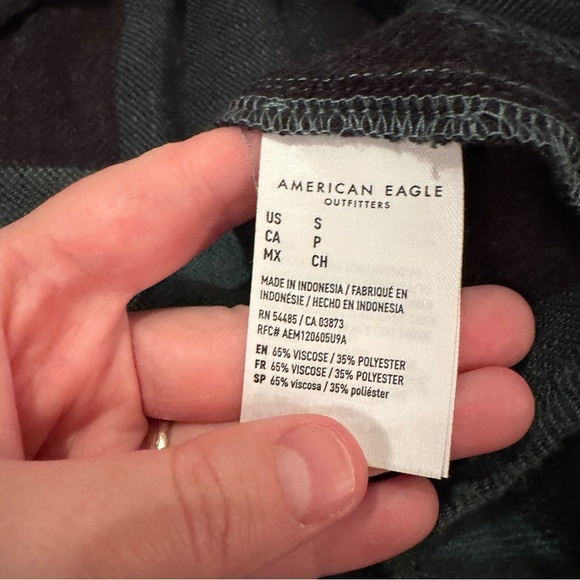 AMERICAN EAGLE
OUTFITTERS
US S
CA P
MX CH
MADE IN INDONESIA / FABRIQUÉ EN
INDONÉSIE / HECHO EN INDONESIA
RN 54485 / CA 03873
RFC# AEM120605U9A
EN 65% VISCOSE / 35% POLYESTER
FR 65% VISCOSE / 35% POLYESTER
SP 65% viscosa / 35% poliéster